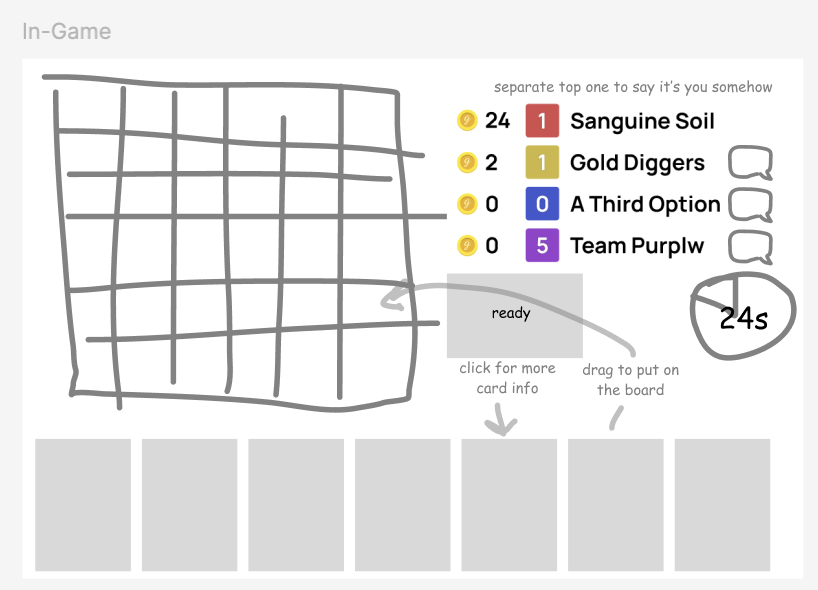 In-Game
separate top one to say it's you somehow
24 1 Sanguine Soil
2 1 Gold Diggers
0 0 A Third Option
0 5 Team Purplw
ready
24s
click for more
card info
drag to put on
the board